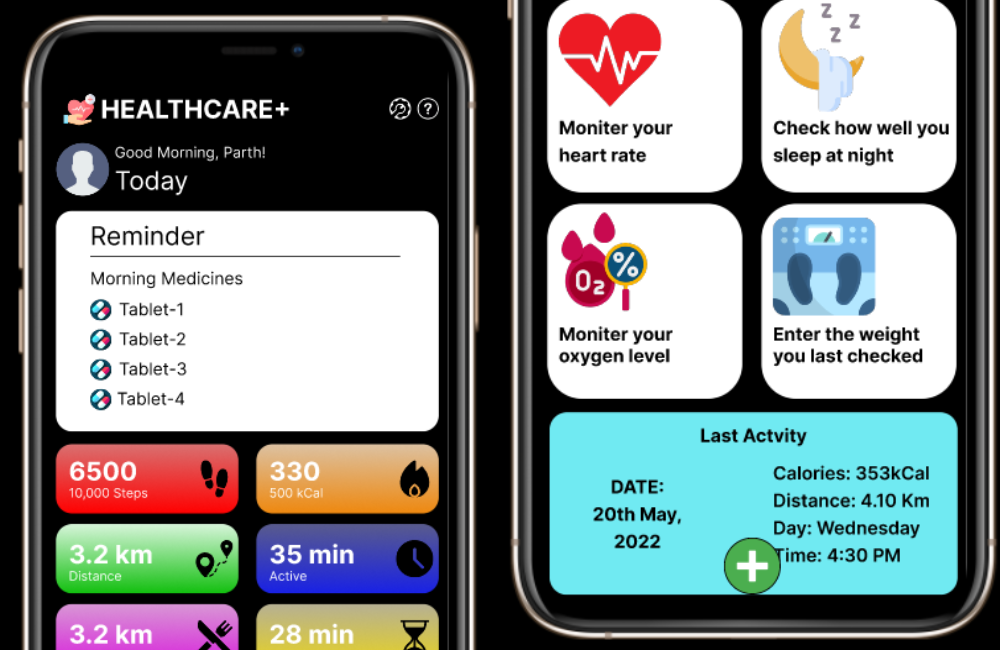 HEALTHCARE+
?
Good Morning, Parth!
Today
Reminder
Morning Medicines
Tablet-1
Tablet-2
Tablet-3
Tablet-4
6500
10,000 Steps
330
500 kCal
3.2 km
Distance
35 min
Active
3.2 km
28 min
Moniter your
heart rate
z
z
z
Check how well you
sleep at night
O2
%
Moniter your
oxygen level
Enter the weight
you last checked
Last Actvity
DATE:
20th May,
2022
Calories: 353kCal
Distance: 4.10 Km
Day: Wednesday
Time: 4:30 PM